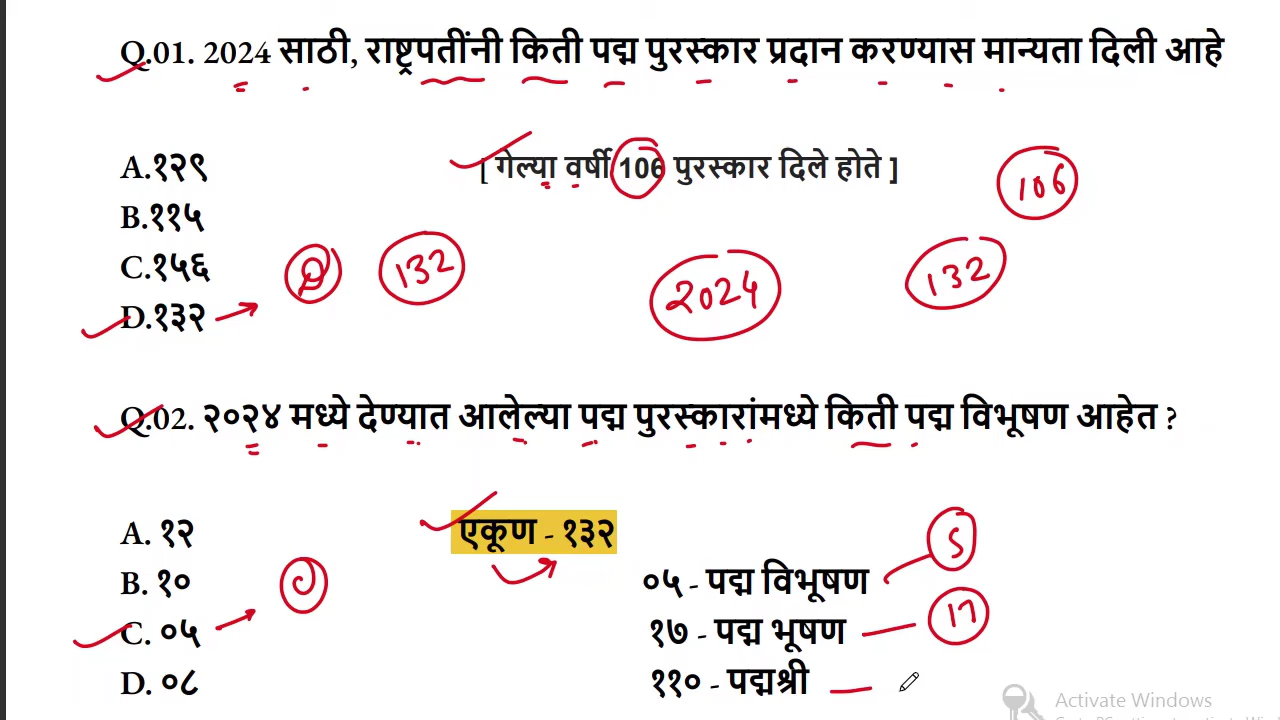 Q.01. 2024 साठी, राष्ट्रपतींनी किती पद्म पुरस्कार प्रदान करण्यास मान्यता दिली आहे
A.१२९
[ गेल्या वर्षी 106 पुरस्कार दिले होते ]
106
B.११५
C.१५६
D
132
2024
132
D.१३२
Q.02. २०२४ मध्ये देण्यात आलेल्या पद्म पुरस्कारांमध्ये किती पद्म विभूषण आहेत ?
A. १२
एकूण - १३२
5
B. १०
C
०५ - पद्म विभूषण
C. ०५
१७ - पद्म भूषण
17
D. ०८
११० - पद्मश्री
Activate Windows